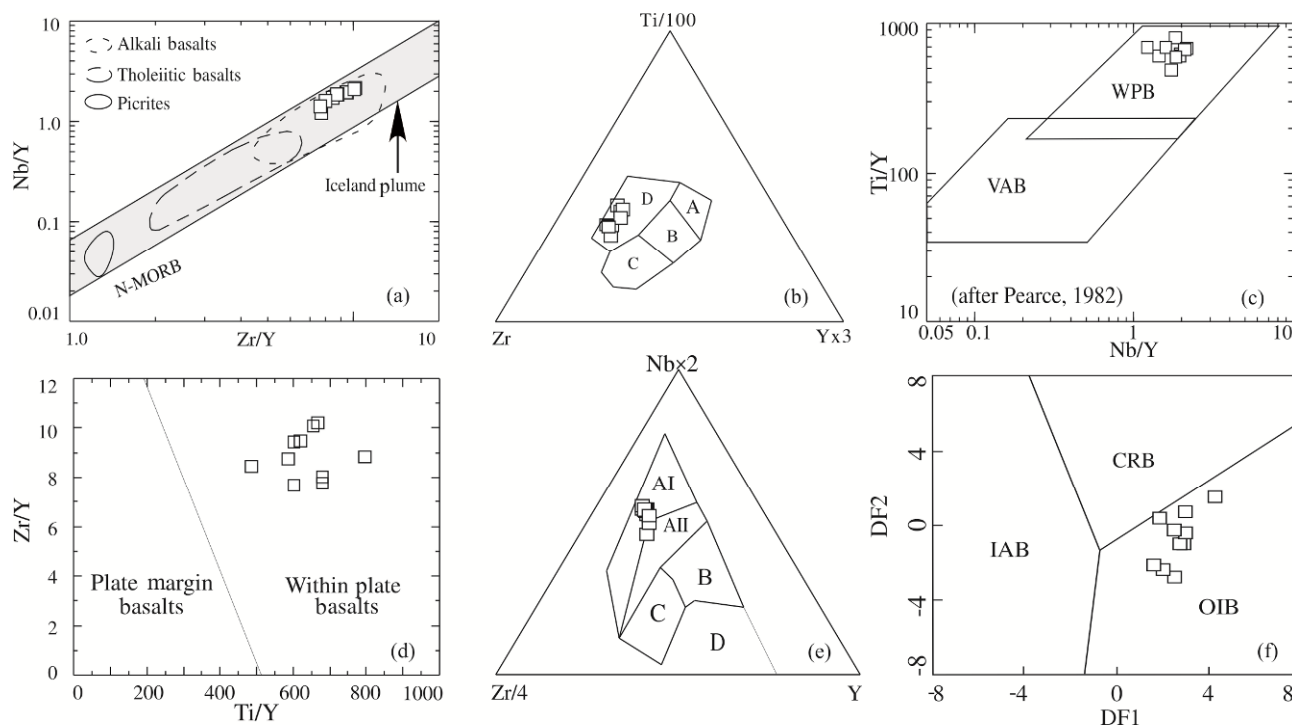 10
1.0
0.1
0.01
Nb/Y
Alkali basalts
Tholeiitic basalts
Picrites
Iceland plume
N-MORB
(a)
1.0
Zr/Y
10
Ti/100
D
A
B
C
(b)
Zr
Y×3
1000
100
10
Ti/Y
WPB
VAB
(after Pearce, 1982)
(c)
0.05
0.1
1
10
Nb/Y
12
10
8
6
4
2
0
Zr/Y
Plate margin
basalts
Within plate
basalts
(d)
0
200
400
600
800
1000
Ti/Y
Nb×2
AI
AII
B
C
D
(e)
Zr/4
Y
8
4
0
-4
-8
DF2
CRB
IAB
OIB
(f)
-8
-4
0
4
8
DF1